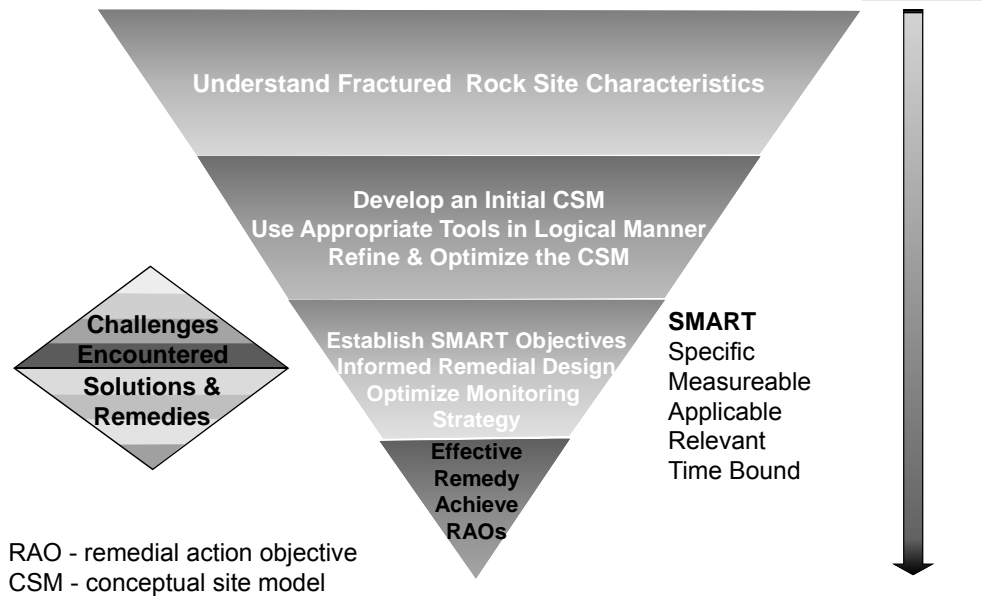 Understand Fractured Rock Site Characteristics
Develop an Initial CSM
Use Appropriate Tools in Logical Manner
Refine & Optimize the CSM
Challenges
Encountered
Solutions &
Remedies
Establish SMART Objectives
Informed Remedial Design
Optimize Monitoring
Strategy
Effective
Remedy
Achieve
RAOs
SMART
Specific
Measureable
Applicable
Relevant
Time Bound
RAO - remedial action objective
CSM - conceptual site model